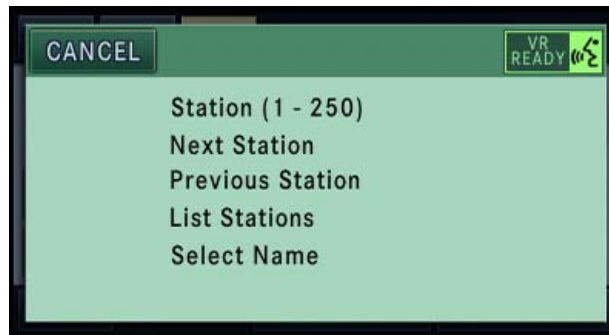 CANCEL
VR
READY
Station (1 - 250)
Next Station
Previous Station
List Stations
Select Name